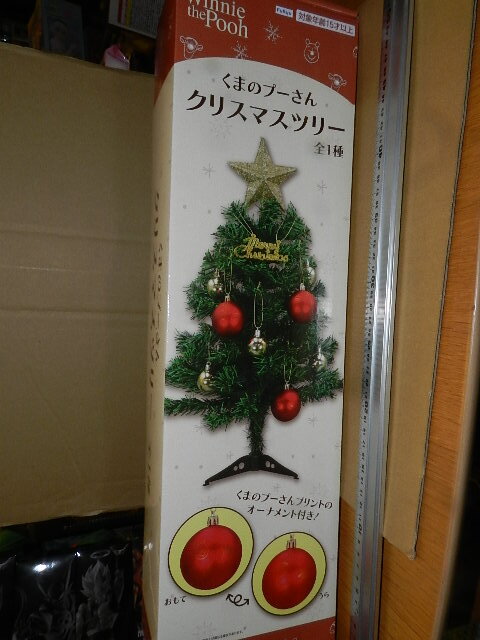 Winnie
the Pooh
FuRyu
対象年齢15才以上
くまのプーさん
クリスマスツリー
全1種
Merry
Christmas
くまのプーさんプリントの
オーナメント付き!
おもて
うら